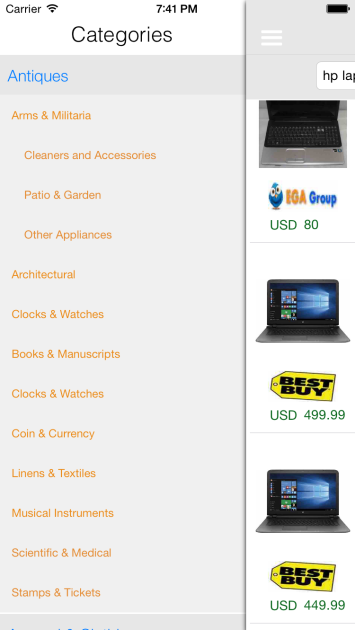 Carrier 7:41 PM
Categories
Antiques
Arms & Militaria
Cleaners and Accessories
Patio & Garden
Other Appliances
Architectural
Clocks & Watches
Books & Manuscripts
Clocks & Watches
Coin & Currency
Linens & Textiles
Musical Instruments
Scientific & Medical
Stamps & Tickets
hp lap
EGA Group
USD 80
BEST BUY
USD 499.99
BEST BUY
USD 449.99